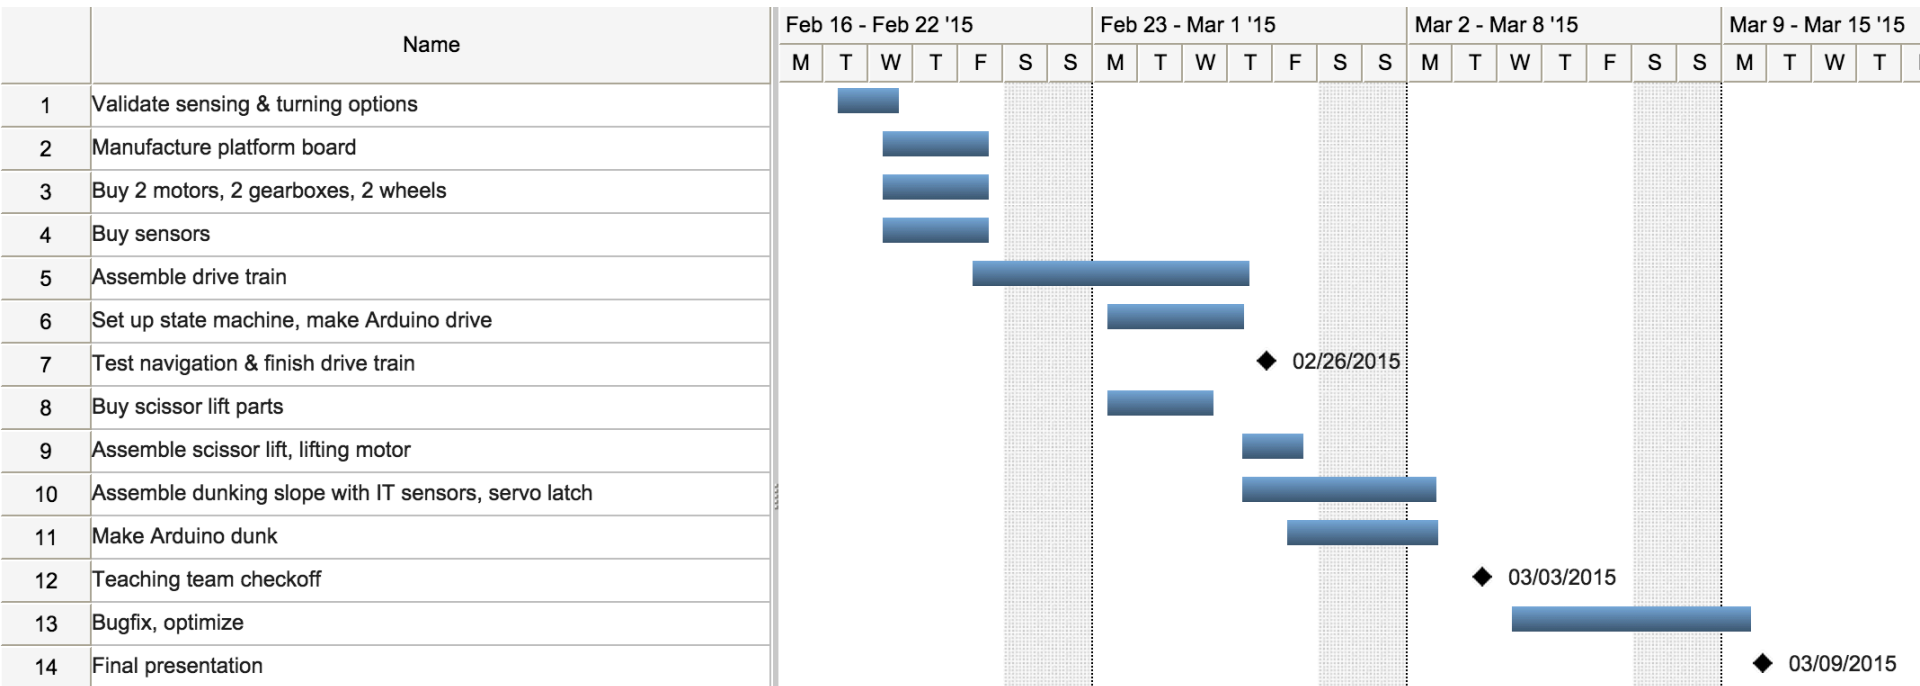 Name
Feb 16 - Feb 22 '15 Feb 23 - Mar 1 '15 Mar 2 - Mar 8 '15 Mar 9 - Mar 15 '15
M T W T F S S M T W T F S S M T W T F S S M T W T
1 Validate sensing & turning options
2 Manufacture platform board
3 Buy 2 motors, 2 gearboxes, 2 wheels
4 Buy sensors
5 Assemble drive train
6 Set up state machine, make Arduino drive
7 Test navigation & finish drive train 02/26/2015
8 Buy scissor lift parts
9 Assemble scissor lift, lifting motor
10 Assemble dunking slope with IT sensors, servo latch
11 Make Arduino dunk
12 Teaching team checkoff 03/03/2015
13 Bugfix, optimize
14 Final presentation 03/09/2015